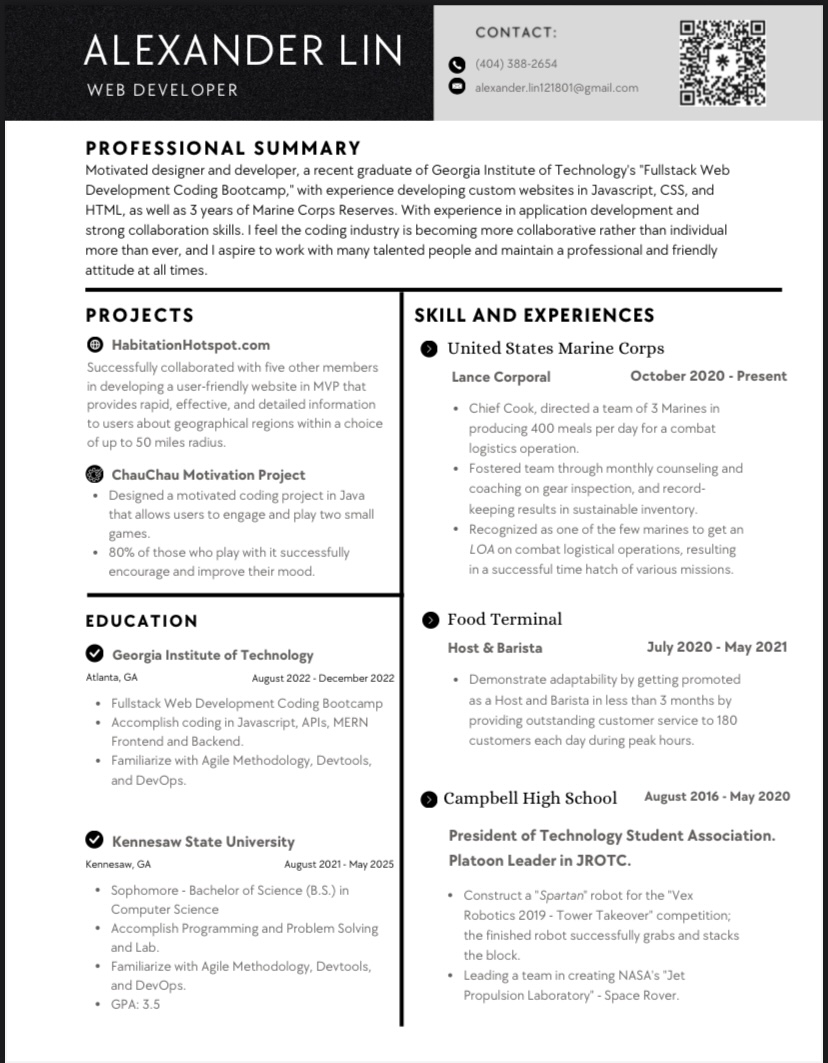 ALEXANDER LIN
WEB DEVELOPER
CONTACT:
(404) 388-2654
alexander.lin121801@gmail.com
PROFESSIONAL SUMMARY
Motivated designer and developer, a recent graduate of Georgia Institute of Technology's "Fullstack Web
Development Coding Bootcamp," with experience developing custom websites in Javascript, CSS, and
HTML, as well as 3 years of Marine Corps Reserves. With experience in application development and
strong collaboration skills. I feel the coding industry is becoming more collaborative rather than individual
more than ever, and I aspire to work with many talented people and maintain a professional and friendly
attitude at all times.
PROJECTS
HabitationHotspot.com
Successfully collaborated with five other members
in developing a user-friendly website in MVP that
provides rapid, effective, and detailed information
to users about geographical regions within a choice
of up to 50 miles radius.
ChauChau Motivation Project
• Designed a motivated coding project in Java
that allows users to engage and play two small
games.
• 80% of those who play with it successfully
encourage and improve their mood.
EDUCATION
Georgia Institute of Technology
Atlanta, GA August 2022 - December 2022
• Fullstack Web Development Coding Bootcamp
• Accomplish coding in Javascript, APIs, MERN
Frontend and Backend.
• Familiarize with Agile Methodology, Devtools,
and DevOps.
Kennesaw State University
Kennesaw, GA August 2021 - May 2025
• Sophomore - Bachelor of Science (B.S.) in
Computer Science
• Accomplish Programming and Problem Solving
and Lab.
• Familiarize with Agile Methodology, Devtools,
and DevOps.
• GPA: 3.5
SKILL AND EXPERIENCES
United States Marine Corps
Lance Corporal October 2020 - Present
• Chief Cook, directed a team of 3 Marines in
producing 400 meals per day for a combat
logistics operation.
• Fostered team through monthly counseling and
coaching on gear inspection, and record-
keeping results in sustainable inventory.
• Recognized as one of the few marines to get an
LOA on combat logistical operations, resulting
in a successful time hatch of various missions.
Food Terminal
Host & Barista July 2020 - May 2021
• Demonstrate adaptability by getting promoted
as a Host and Barista in less than 3 months by
providing outstanding customer service to 180
customers each day during peak hours.
Campbell High School August 2016 - May 2020
President of Technology Student Association.
Platoon Leader in JROTC.
• Construct a "Spartan" robot for the "Vex
Robotics 2019 - Tower Takeover" competition;
the finished robot successfully grabs and stacks
the block.
• Leading a team in creating NASA's "Jet
Propulsion Laboratory" - Space Rover.